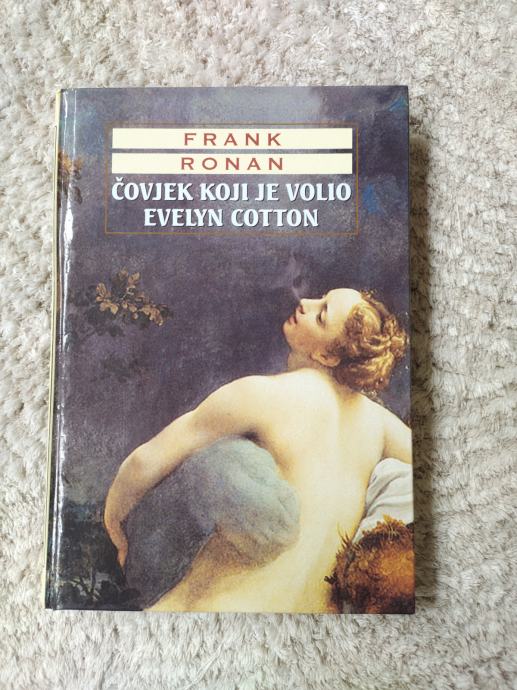 FRANK
RONAN
ČOVJEK KOJI JE VOLIO
EVELYN COTTON